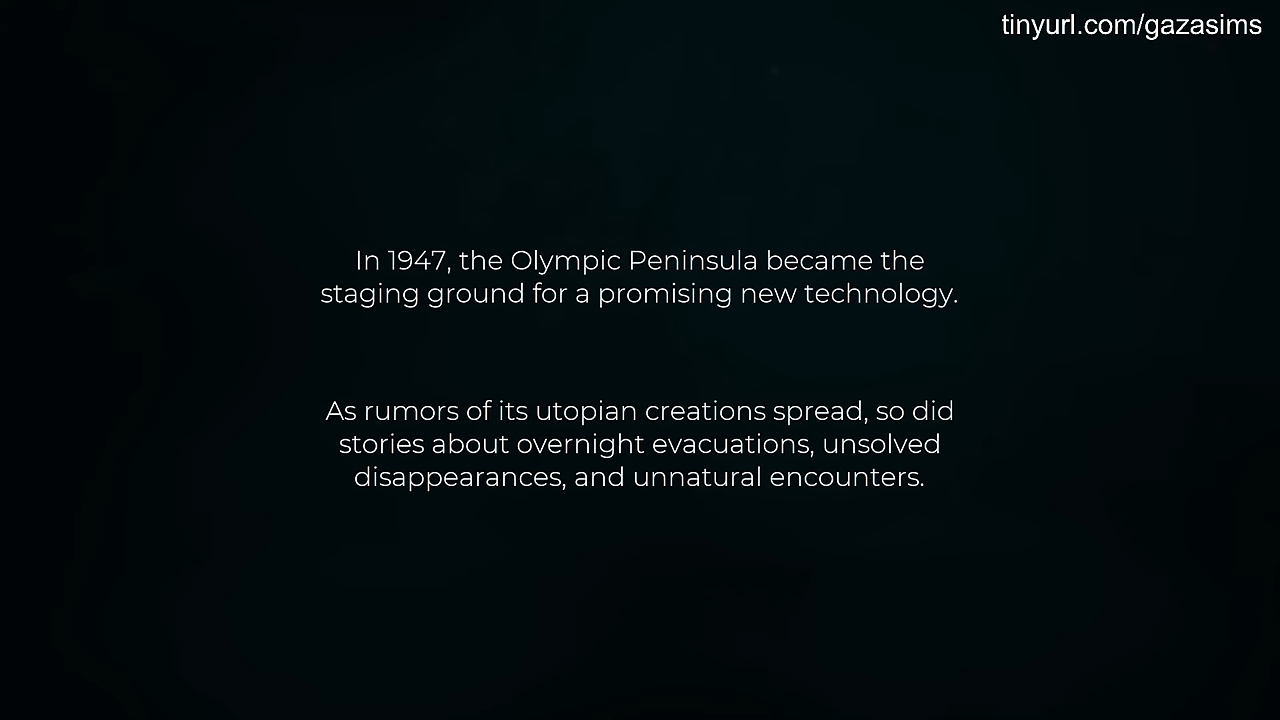 tinyurl.com/gazasims
In 1947, the Olympic Peninsula became the
staging ground for a promising new technology.
As rumors of its utopian creations spread, so did
stories about overnight evacuations, unsolved
disappearances, and unnatural encounters.